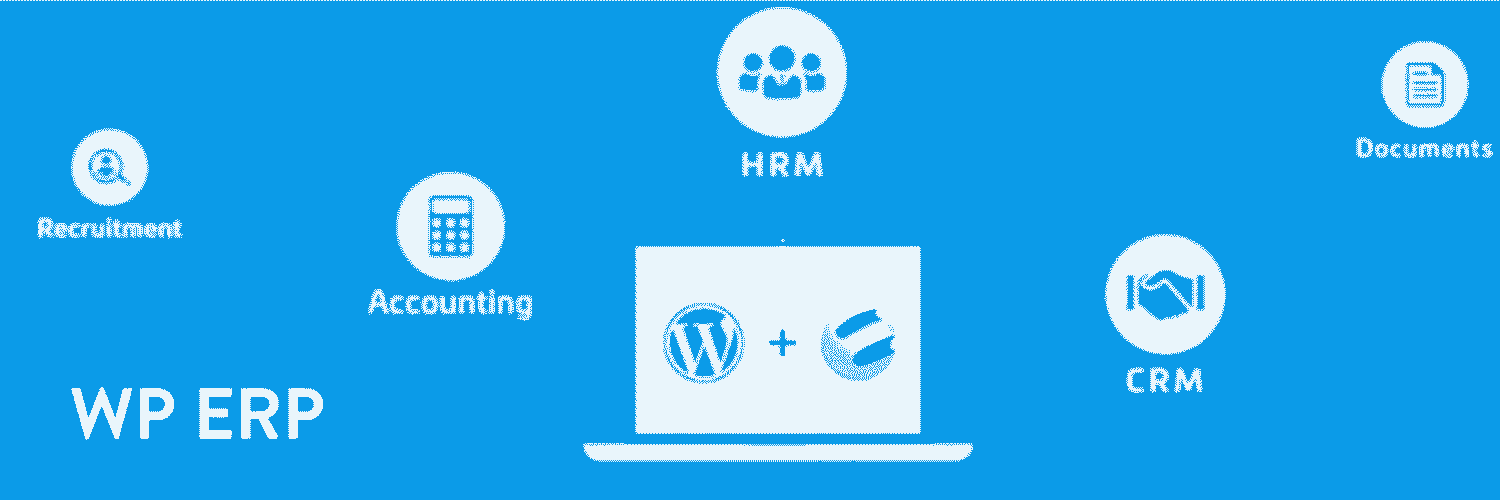 HRM
Documents
Recruitment
Accounting
W +
CRM
WP ERP